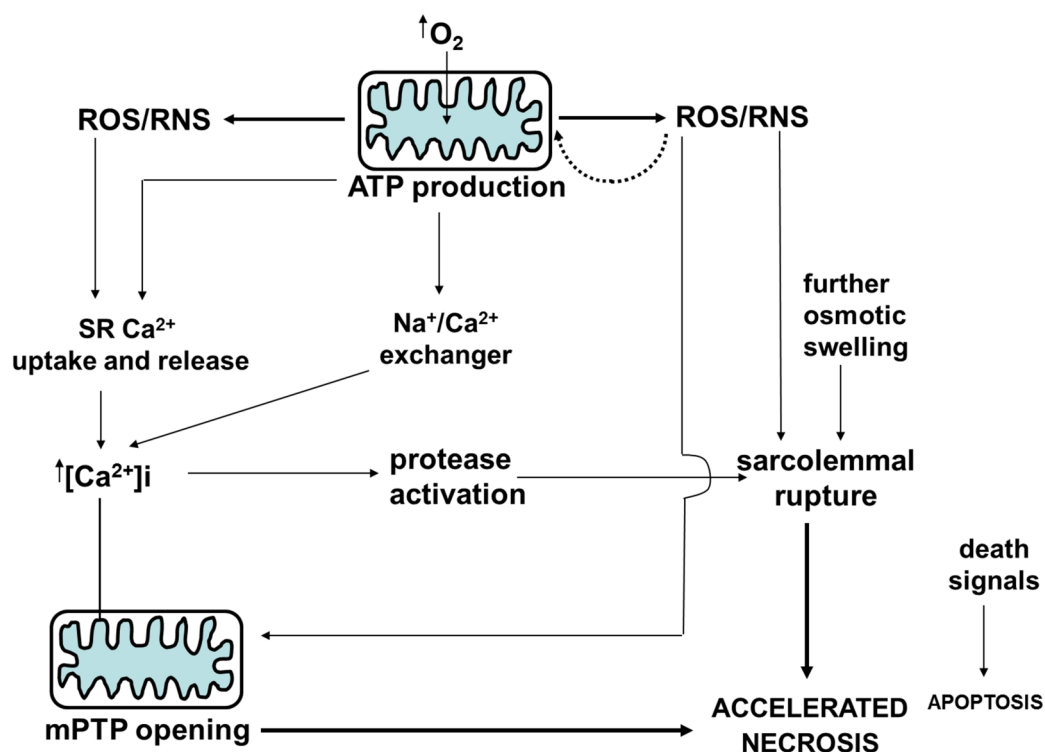 ↑O₂
ROS/RNS
ROS/RNS
ATP production
further
osmotic
swelling
SR Ca²⁺
uptake and release
Na⁺/Ca²⁺
exchanger
↑[Ca²⁺]i
protease
activation
sarcolemmal
rupture
death
signals
mPTP opening
ACCELERATED
NECROSIS
APOPTOSIS